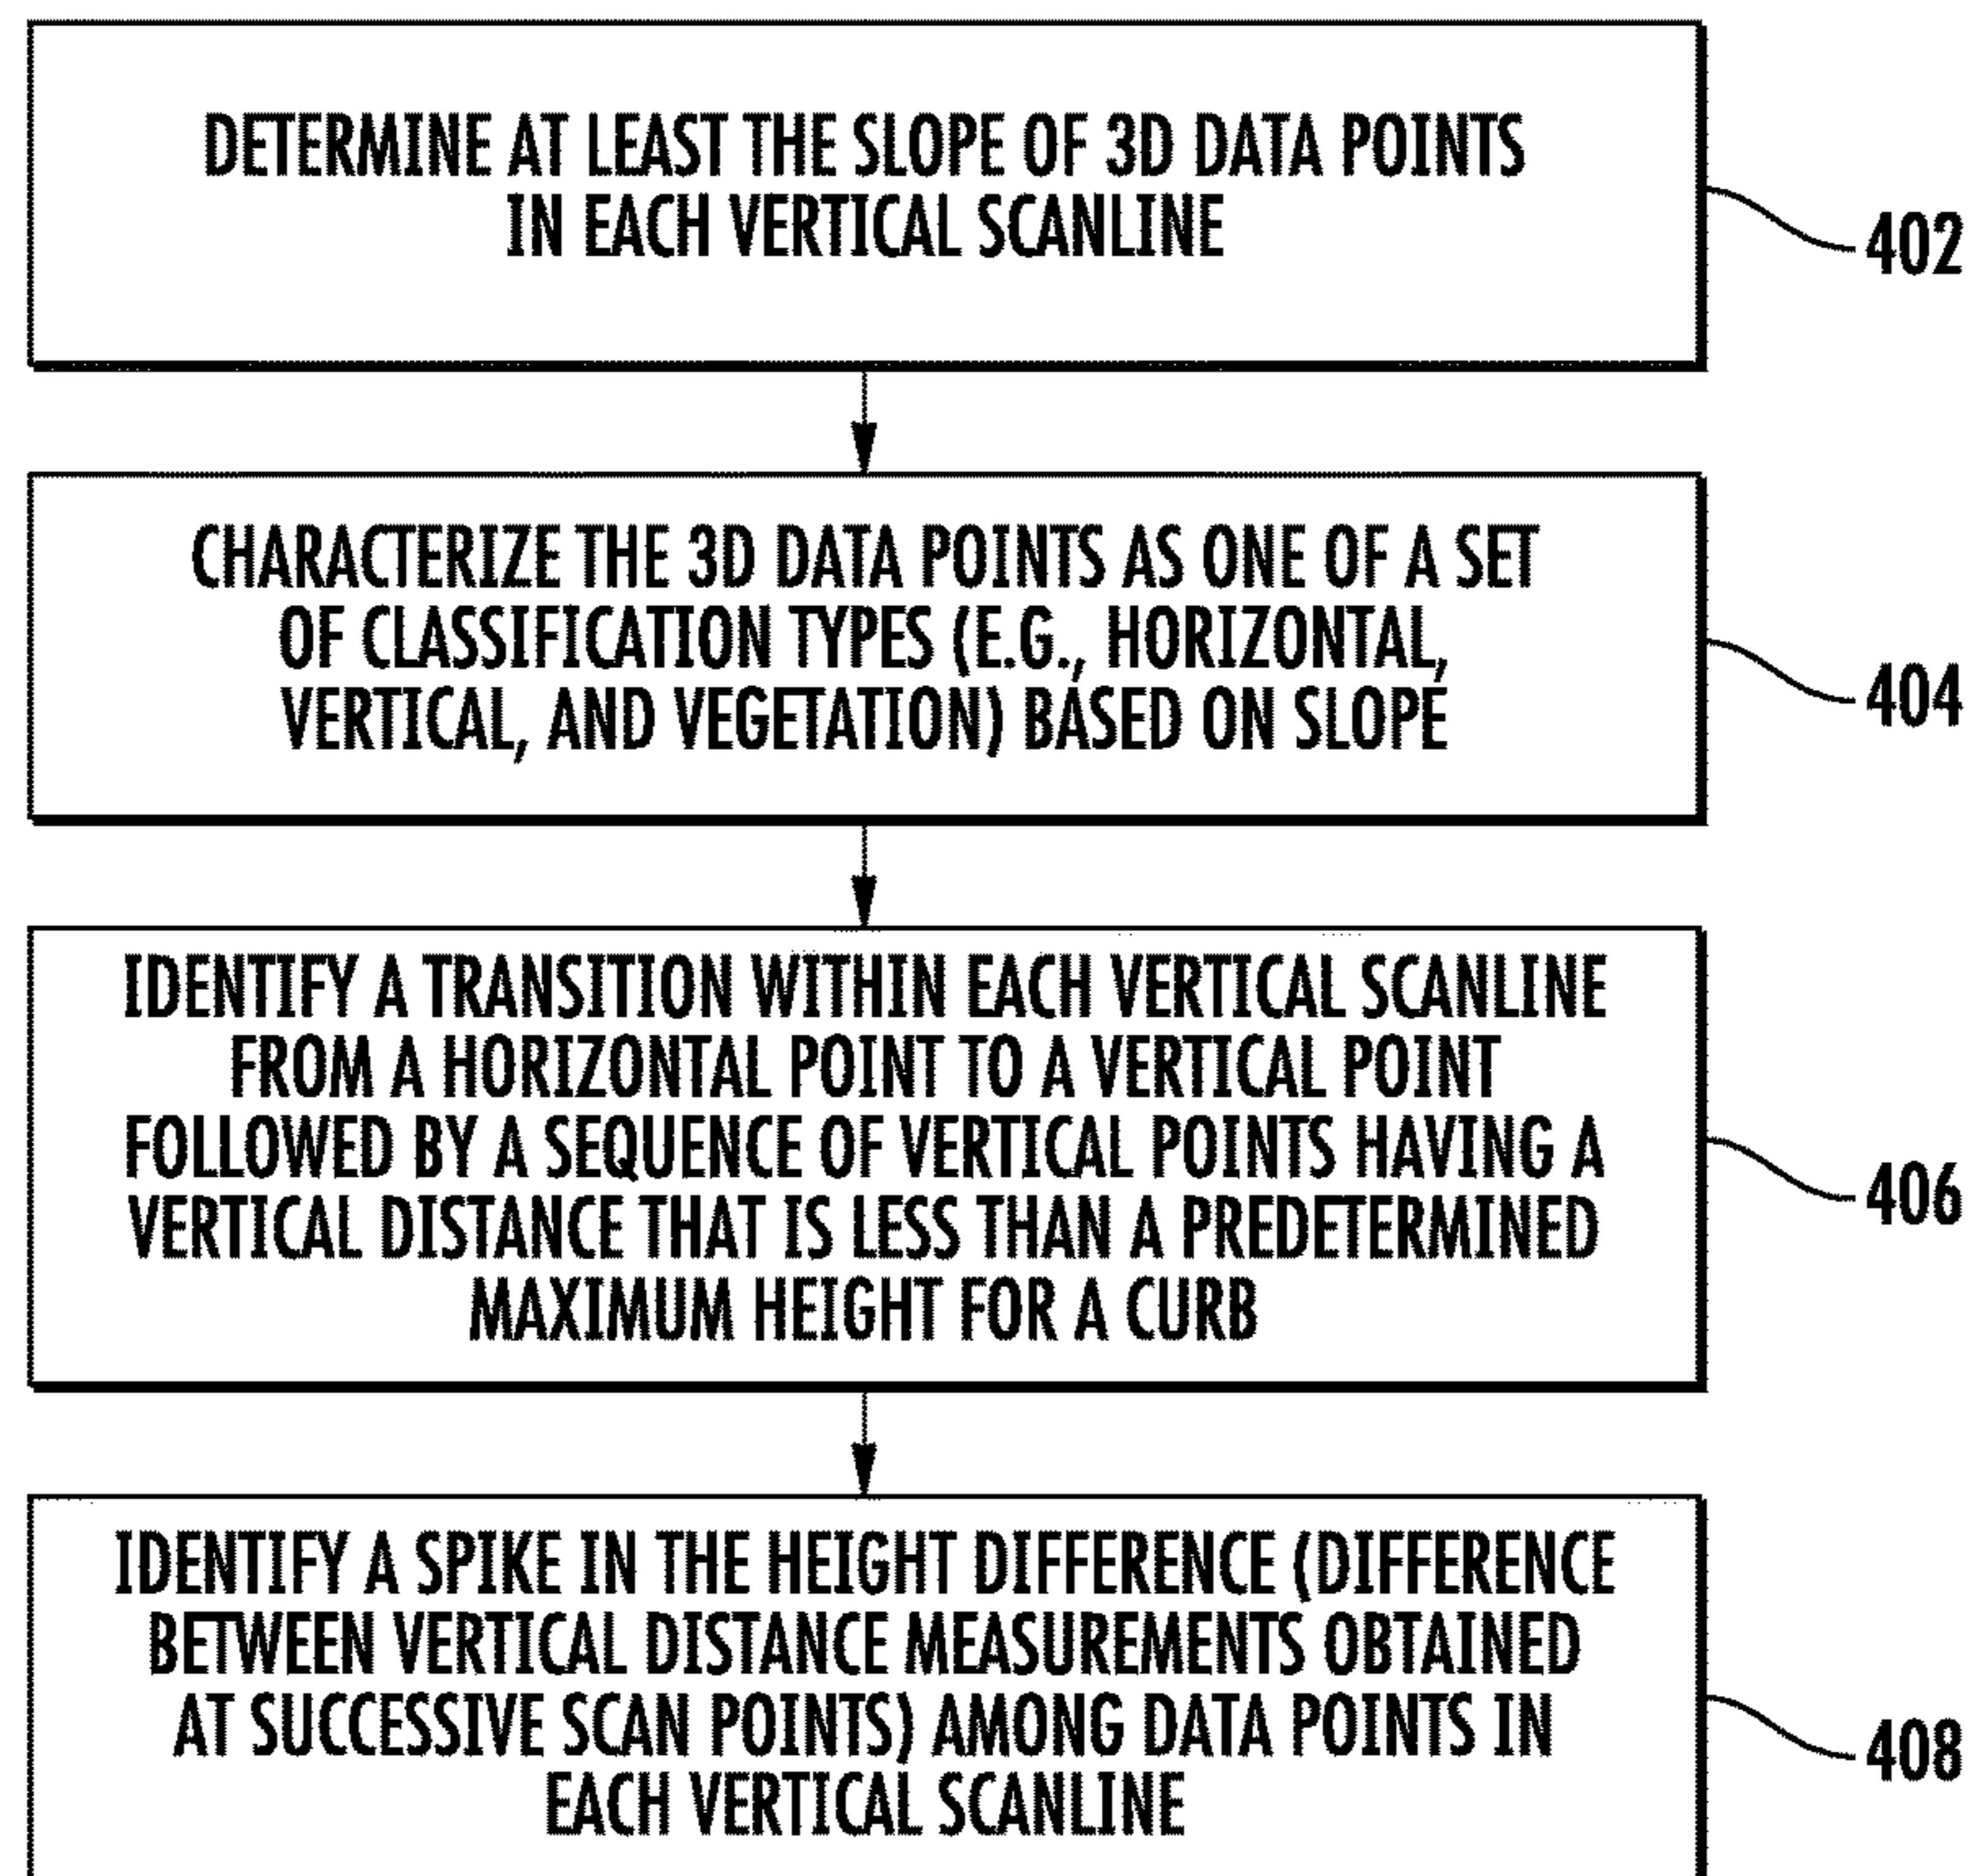 DETERMINE AT LEAST THE SLOPE OF 3D DATA POINTS
IN EACH VERTICAL SCANLINE
402
CHARACTERIZE THE 3D DATA POINTS AS ONE OF A SET
OF CLASSIFICATION TYPES (E.G., HORIZONTAL,
VERTICAL, AND VEGETATION) BASED ON SLOPE
404
IDENTIFY A TRANSITION WITHIN EACH VERTICAL SCANLINE
FROM A HORIZONTAL POINT TO A VERTICAL POINT
FOLLOWED BY A SEQUENCE OF VERTICAL POINTS HAVING A
VERTICAL DISTANCE THAT IS LESS THAN A PREDETERMINED
MAXIMUM HEIGHT FOR A CURB
406
IDENTIFY A SPIKE IN THE HEIGHT DIFFERENCE (DIFFERENCE
BETWEEN VERTICAL DISTANCE MEASUREMENTS OBTAINED
AT SUCCESSIVE SCAN POINTS) AMONG DATA POINTS IN
EACH VERTICAL SCANLINE
408